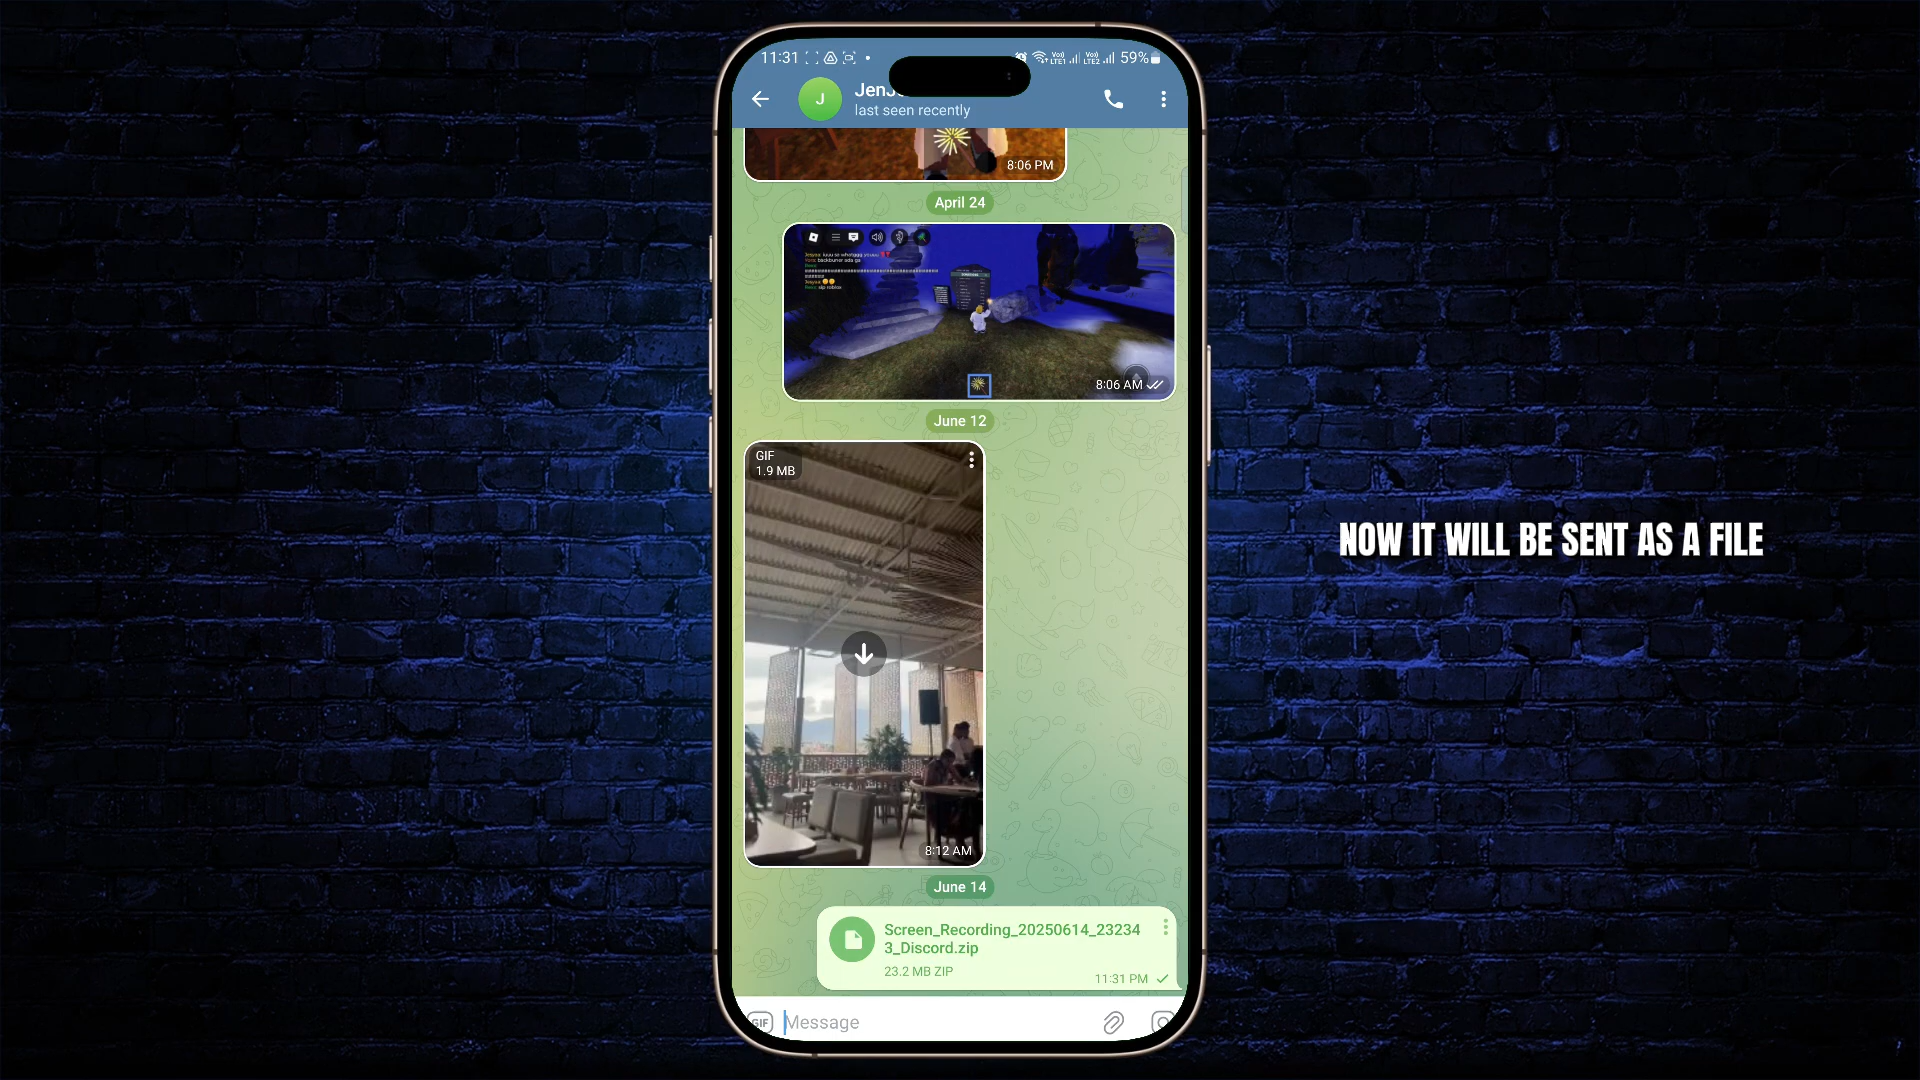 11:31
59%
J
last seen recently
8:06 PM
April 24
8:06 AM
June 12
GIF
1.9 MB
8:12 AM
NOW IT WILL BE SENT AS A FILE
June 14
Screen_Recording_20250614_23234
3_Discord.zip
23.2 MB ZIP
11:31 PM
GIF
Message